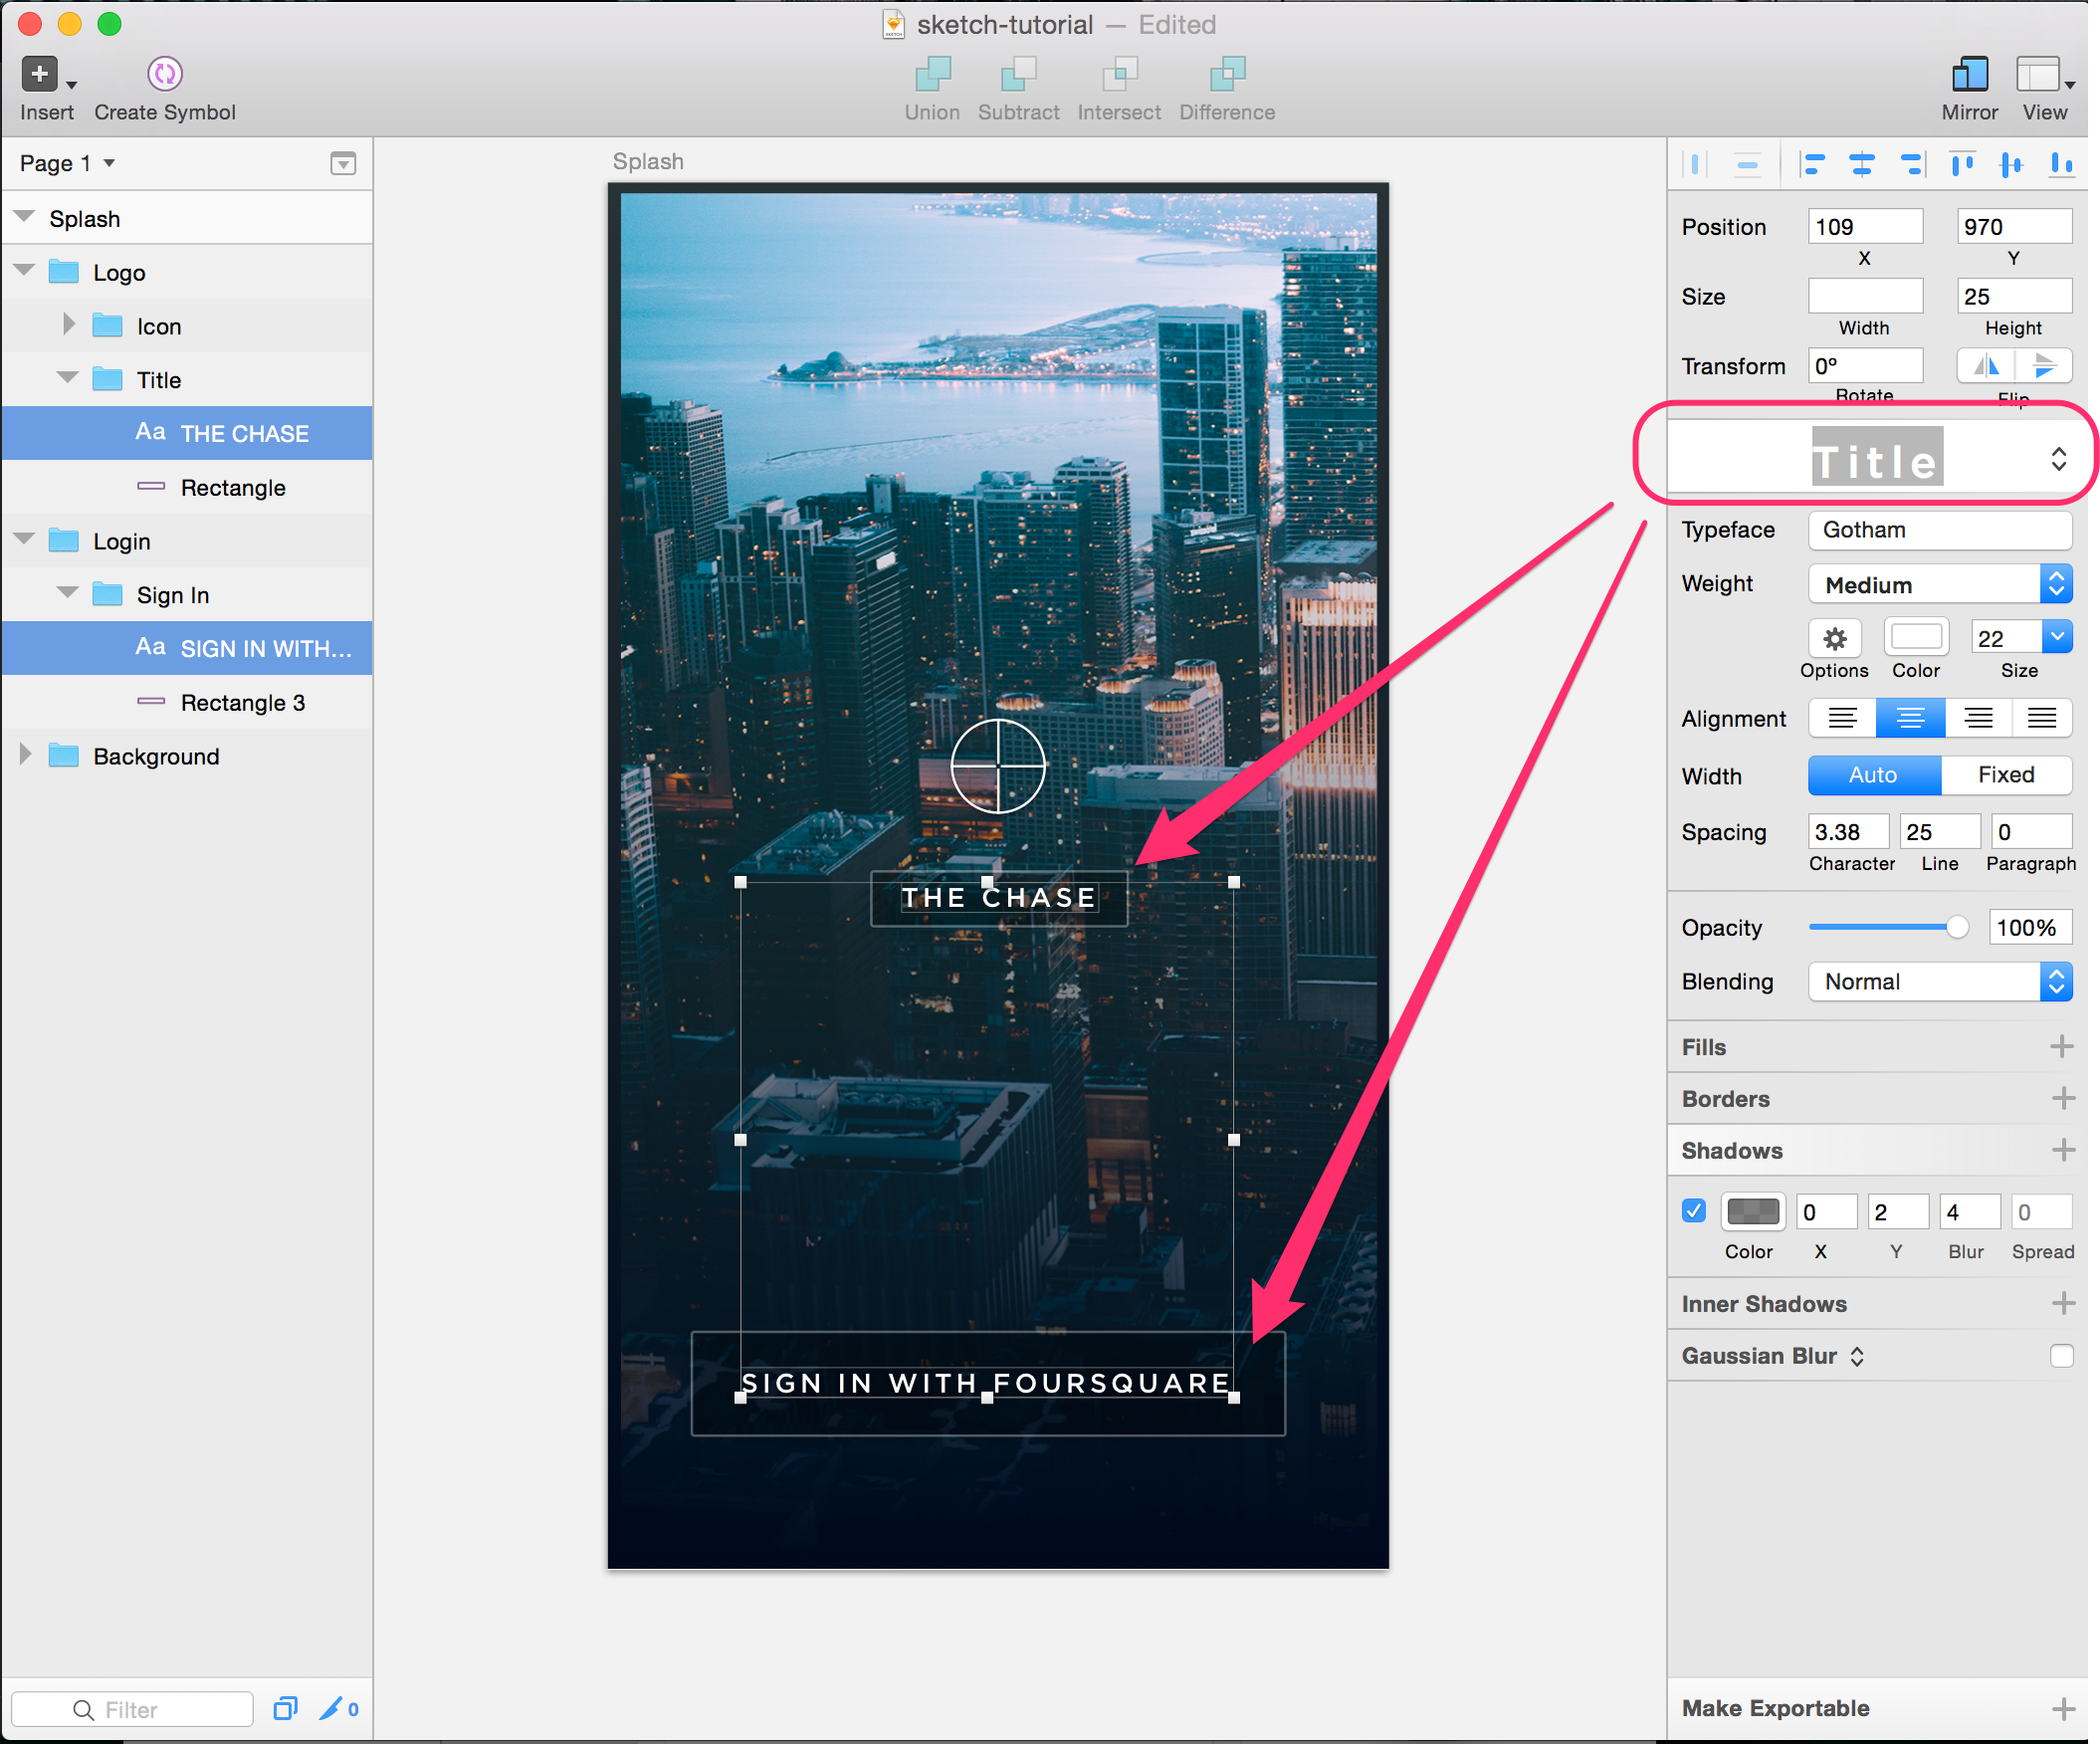 sketch-tutorial — Edited
Insert
Create Symbol
Union
Subtract
Intersect
Difference
Mirror
View
Page 1
Splash
Logo
Icon
Title
Aa THE CHASE
Rectangle
Login
Sign In
Aa SIGN IN WITH...
Rectangle 3
Background
Filter
0
Splash
THE CHASE
SIGN IN WITH FOURSQUARE
Position 109 970
X Y
Size 25
Width Height
Transform 0º
Rotate Flip
Title
Typeface Gotham
Weight Medium
22
Options Color Size
Alignment
Width Auto Fixed
Spacing 3.38 25 0
Character Line Paragraph
Opacity 100%
Blending Normal
Fills
Borders
Shadows
0 2 4 0
Color X Y Blur Spread
Inner Shadows
Gaussian Blur
Make Exportable